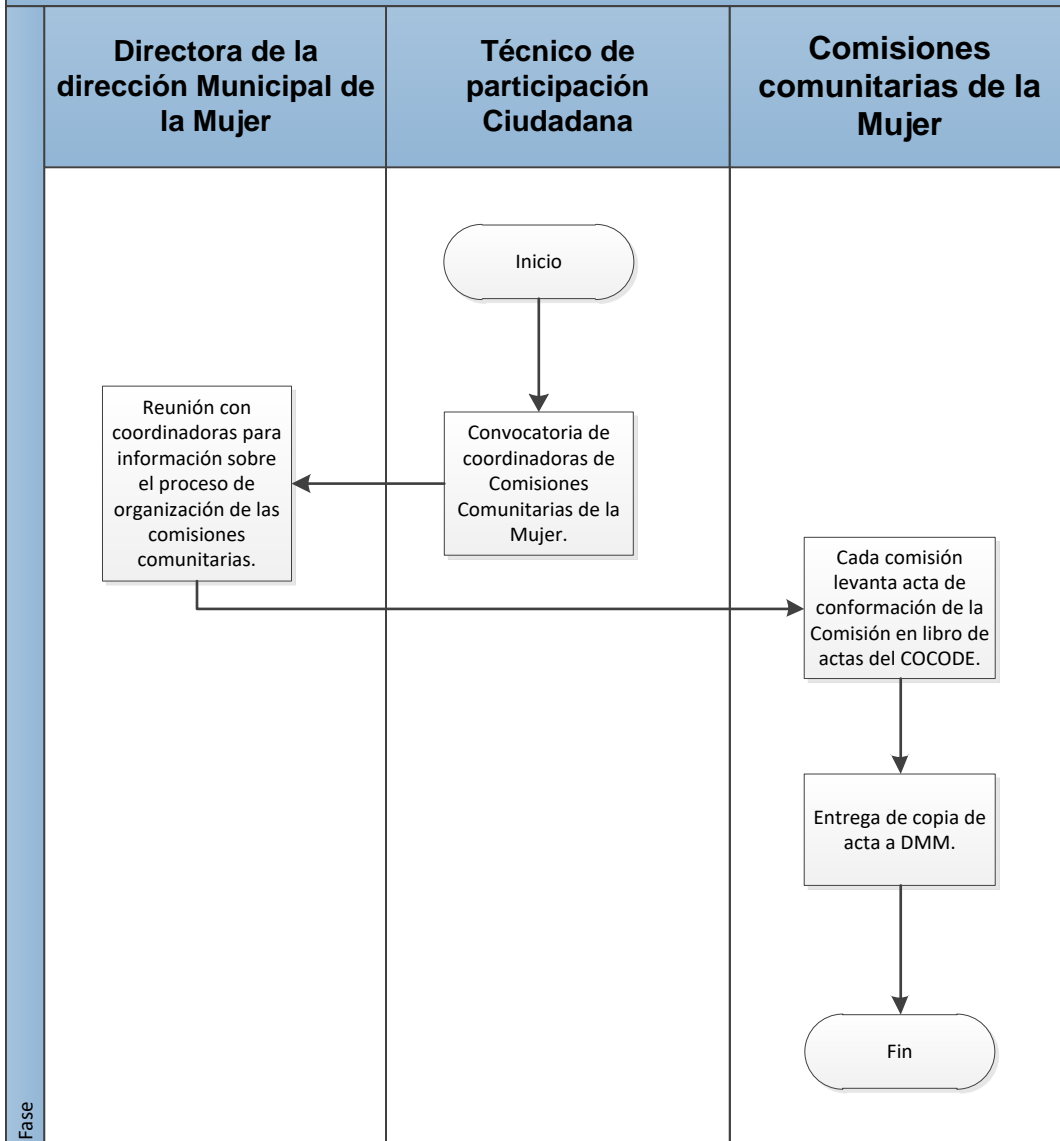 Directora de la
dirección Municipal de
la Mujer
Técnico de
participación
Ciudadana
Comisiones
comunitarias de la
Mujer
Inicio
Convocatoria de
coordinadoras de
Comisiones
Comunitarias de la
Mujer.
Reunión con
coordinadoras para
información sobre
el proceso de
organización de las
comisiones
comunitarias.
Cada comisión
levanta acta de
conformación de la
Comisión en libro de
actas del COCODE.
Entrega de copia de
acta a DMM.
Fin
Fase